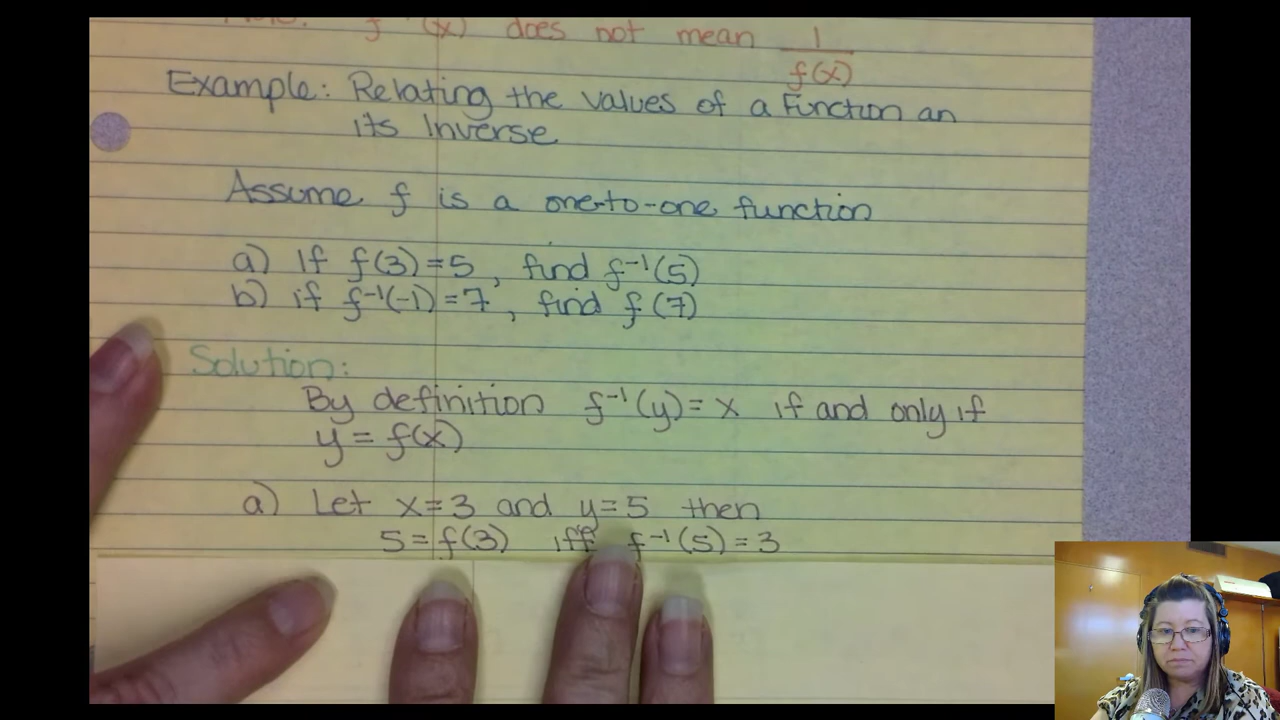 f⁻¹(x) does not mean 1/f(x)
Example: Relating the values of a Function an
its Inverse
Assume f is a one-to-one function
a) If f(3)=5, find f⁻¹(5)
b) if f⁻¹(-1)=7, find f(7)
Solution:
By definition f⁻¹(y)=x if and only if
y=f(x)
a) Let x=3 and y=5 then
5=f(3) iff f⁻¹(5)=3